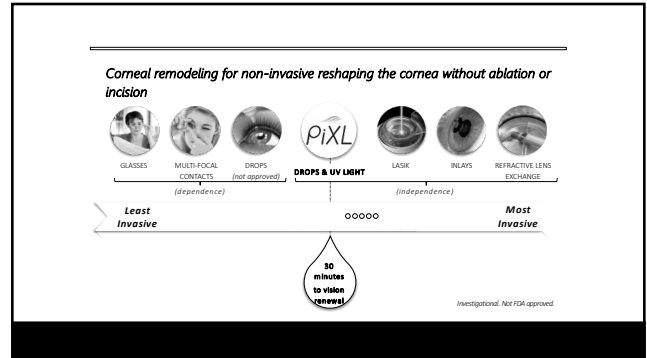 Corneal remodeling for non-invasive reshaping the cornea without ablation or
incision
PiXL
GLASSES
MULTI-FOCAL
CONTACTS
DROPS
(not approved)
DROPS & UV LIGHT
LASIK
INLAYS
REFRACTIVE LENS
EXCHANGE
(dependence)
(independence)
Least
Invasive
Most
Invasive
30
minutes
to vision
renewal
Investigational. Not FDA approved.